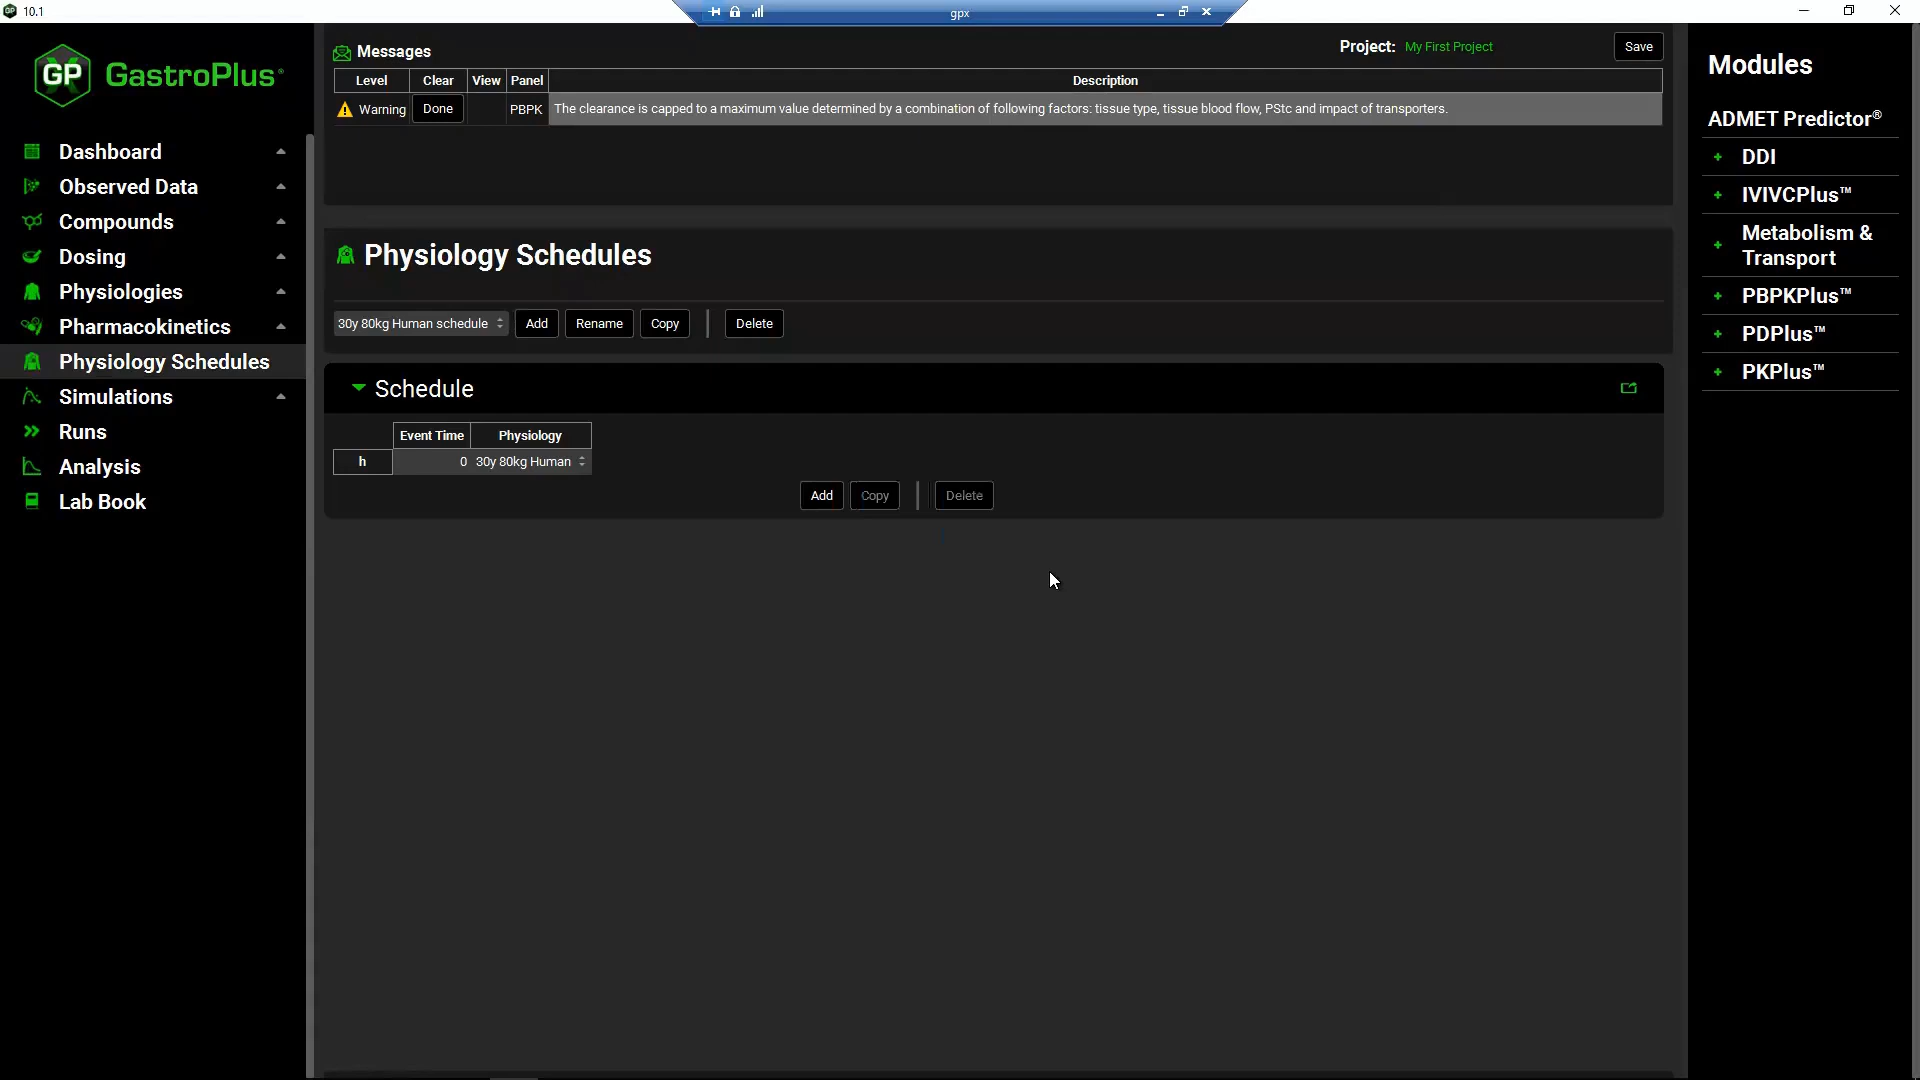 10.1
gpx
GP GastroPlus®
Dashboard
Observed Data
Compounds
Dosing
Physiologies
Pharmacokinetics
Physiology Schedules
Simulations
Runs
Analysis
Lab Book
Messages
Project: My First Project
Save
Level Clear View Panel Description
Warning Done PBPK The clearance is capped to a maximum value determined by a combination of following factors: tissue type, tissue blood flow, PStc and impact of transporters.
Physiology Schedules
30y 80kg Human schedule Add Rename Copy Delete
Schedule
Event Time Physiology
h 0 30y 80kg Human
Add Copy Delete
Modules
ADMET Predictor®
+ DDI
+ IVIVCPlus™
+ Metabolism &
Transport
+ PBPKPlus™
+ PDPlus™
+ PKPlus™